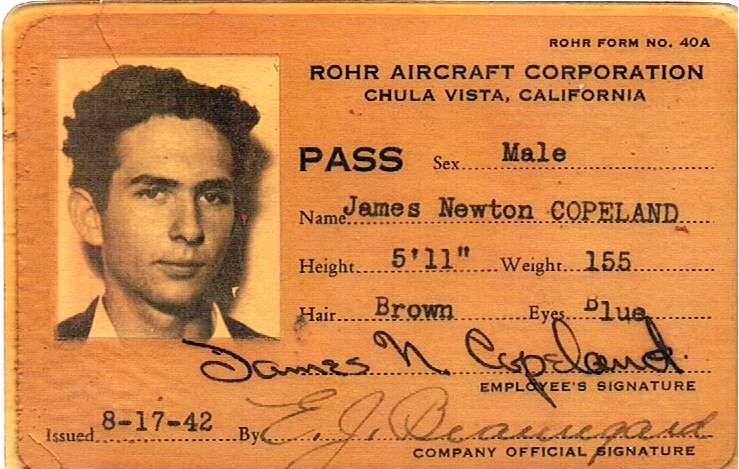 ROHR FORM NO. 40A
ROHR AIRCRAFT CORPORATION
CHULA VISTA, CALIFORNIA
PASS Sex Male
Name James Newton COPELAND
Height 5'11" Weight 155
Hair Brown Eyes Blue
James N. Copeland
EMPLOYEE'S SIGNATURE
Issued 8-17-42 By E. J. Beauregard
COMPANY OFFICIAL SIGNATURE